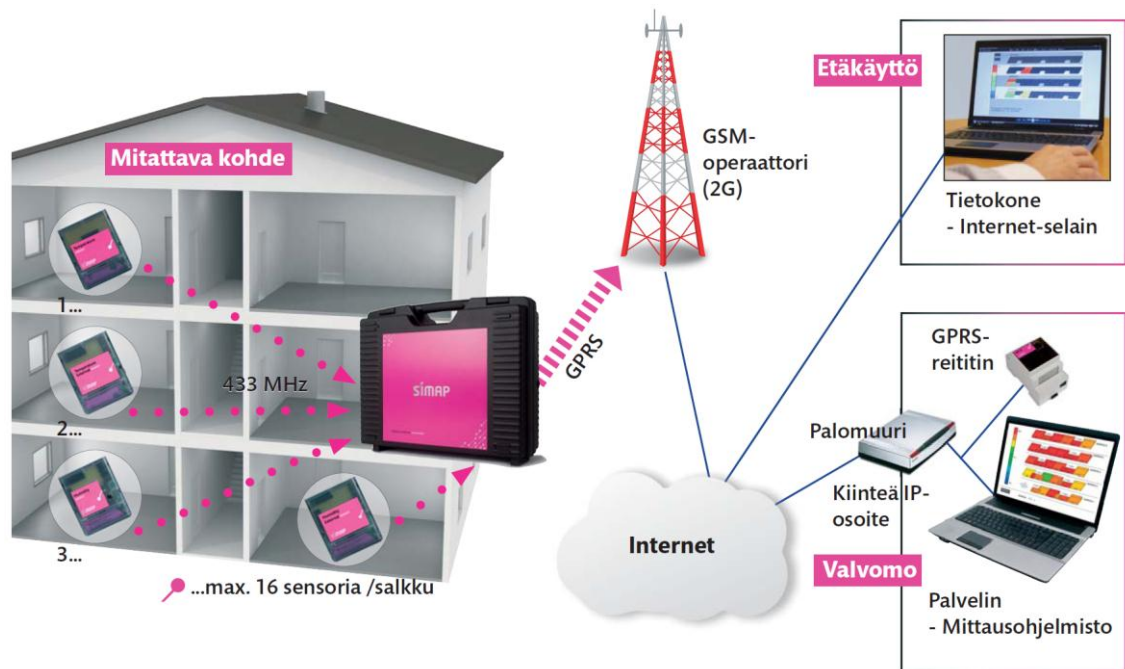 Mitattava kohde
1...
2...
3...
433 MHz
SiMAP
...max. 16 sensoria /salkku
GPRS
GSM-
operaattori
(2G)
Internet
Etäkäyttö
Tietokone
- Internet-selain
GPRS-
reititin
Palomuuri
Kiinteä IP-
osoite
Valvomo
Palvelin
- Mittausohjelmisto